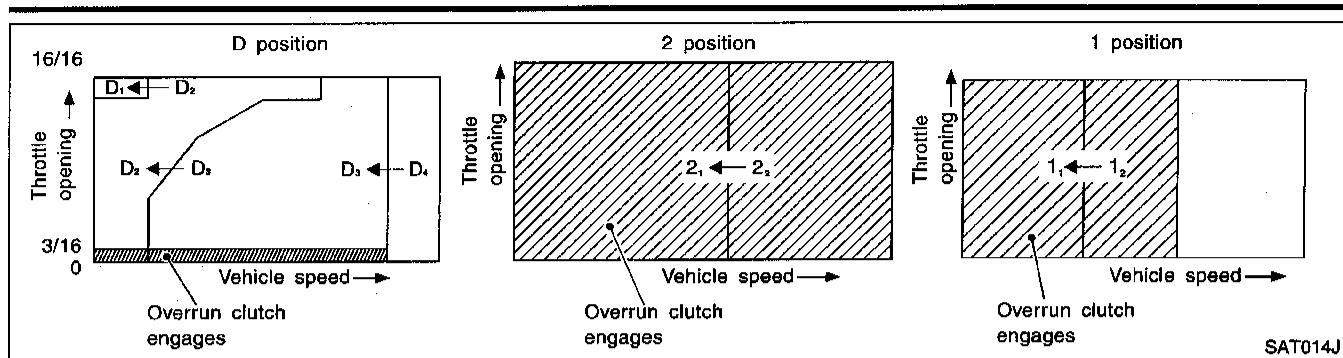 D position
16/16
D₁ ← D₂
Throttle opening →
D₂ ← D₃
D₃ ← D₄
3/16
0
Vehicle speed →
Overrun clutch
engages
2 position
Throttle
opening →
2₁ ← 2₂
Overrun clutch
engages
1 position
Throttle
opening →
1₁ ← 1₂
Vehicle speed →
Overrun clutch
engages
SAT014J